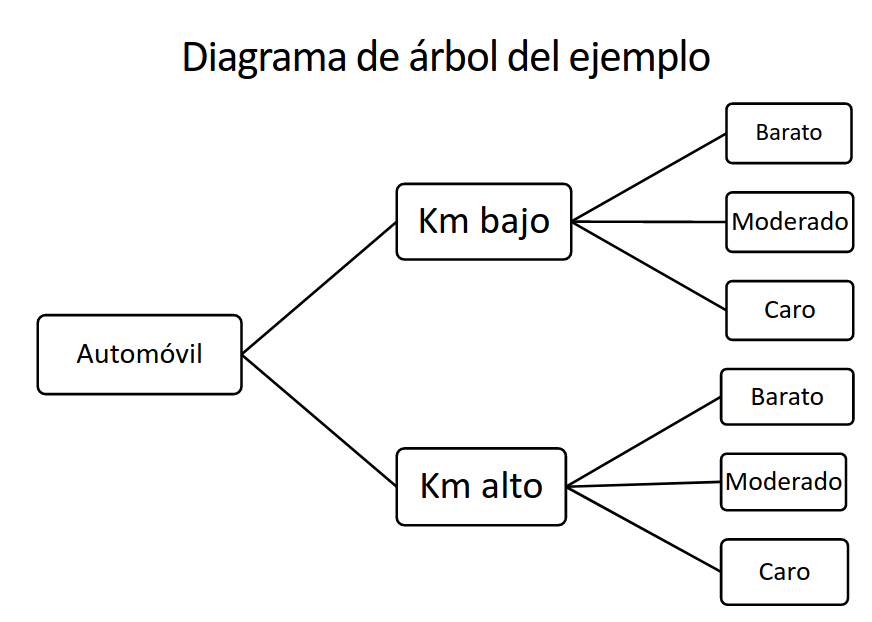 Diagrama de árbol del ejemplo
Automóvil
Km bajo
Barato
Moderado
Caro
Km alto
Barato
Moderado
Caro